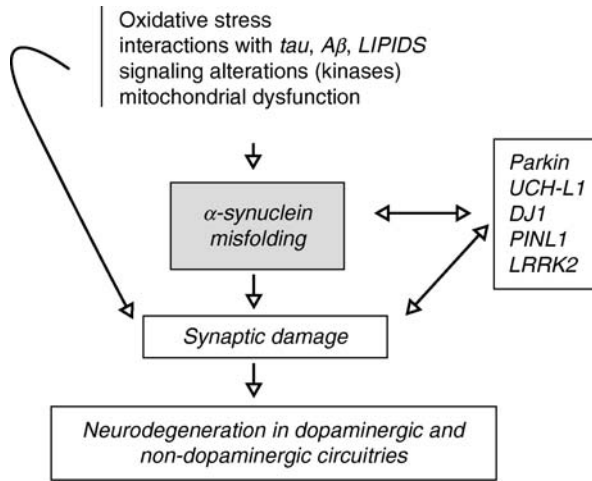 Oxidative stress
interactions with tau, Aβ, LIPIDS
signaling alterations (kinases)
mitochondrial dysfunction
α-synuclein
misfolding
Parkin
UCH-L1
DJ1
PINL1
LRRK2
Synaptic damage
Neurodegeneration in dopaminergic and
non-dopaminergic circuitries